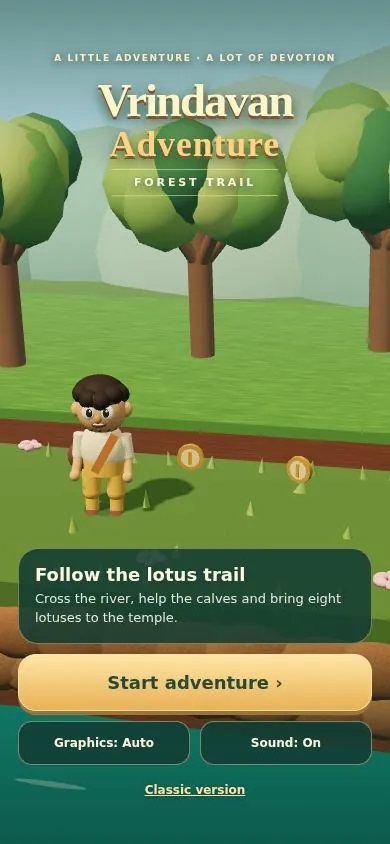 A LITTLE ADVENTURE · A LOT OF DEVOTION
Vrindavan
Adventure
FOREST TRAIL
Follow the lotus trail
Cross the river, help the calves and bring eight
lotuses to the temple.
Start adventure ›
Graphics: Auto
Sound: On
Classic version